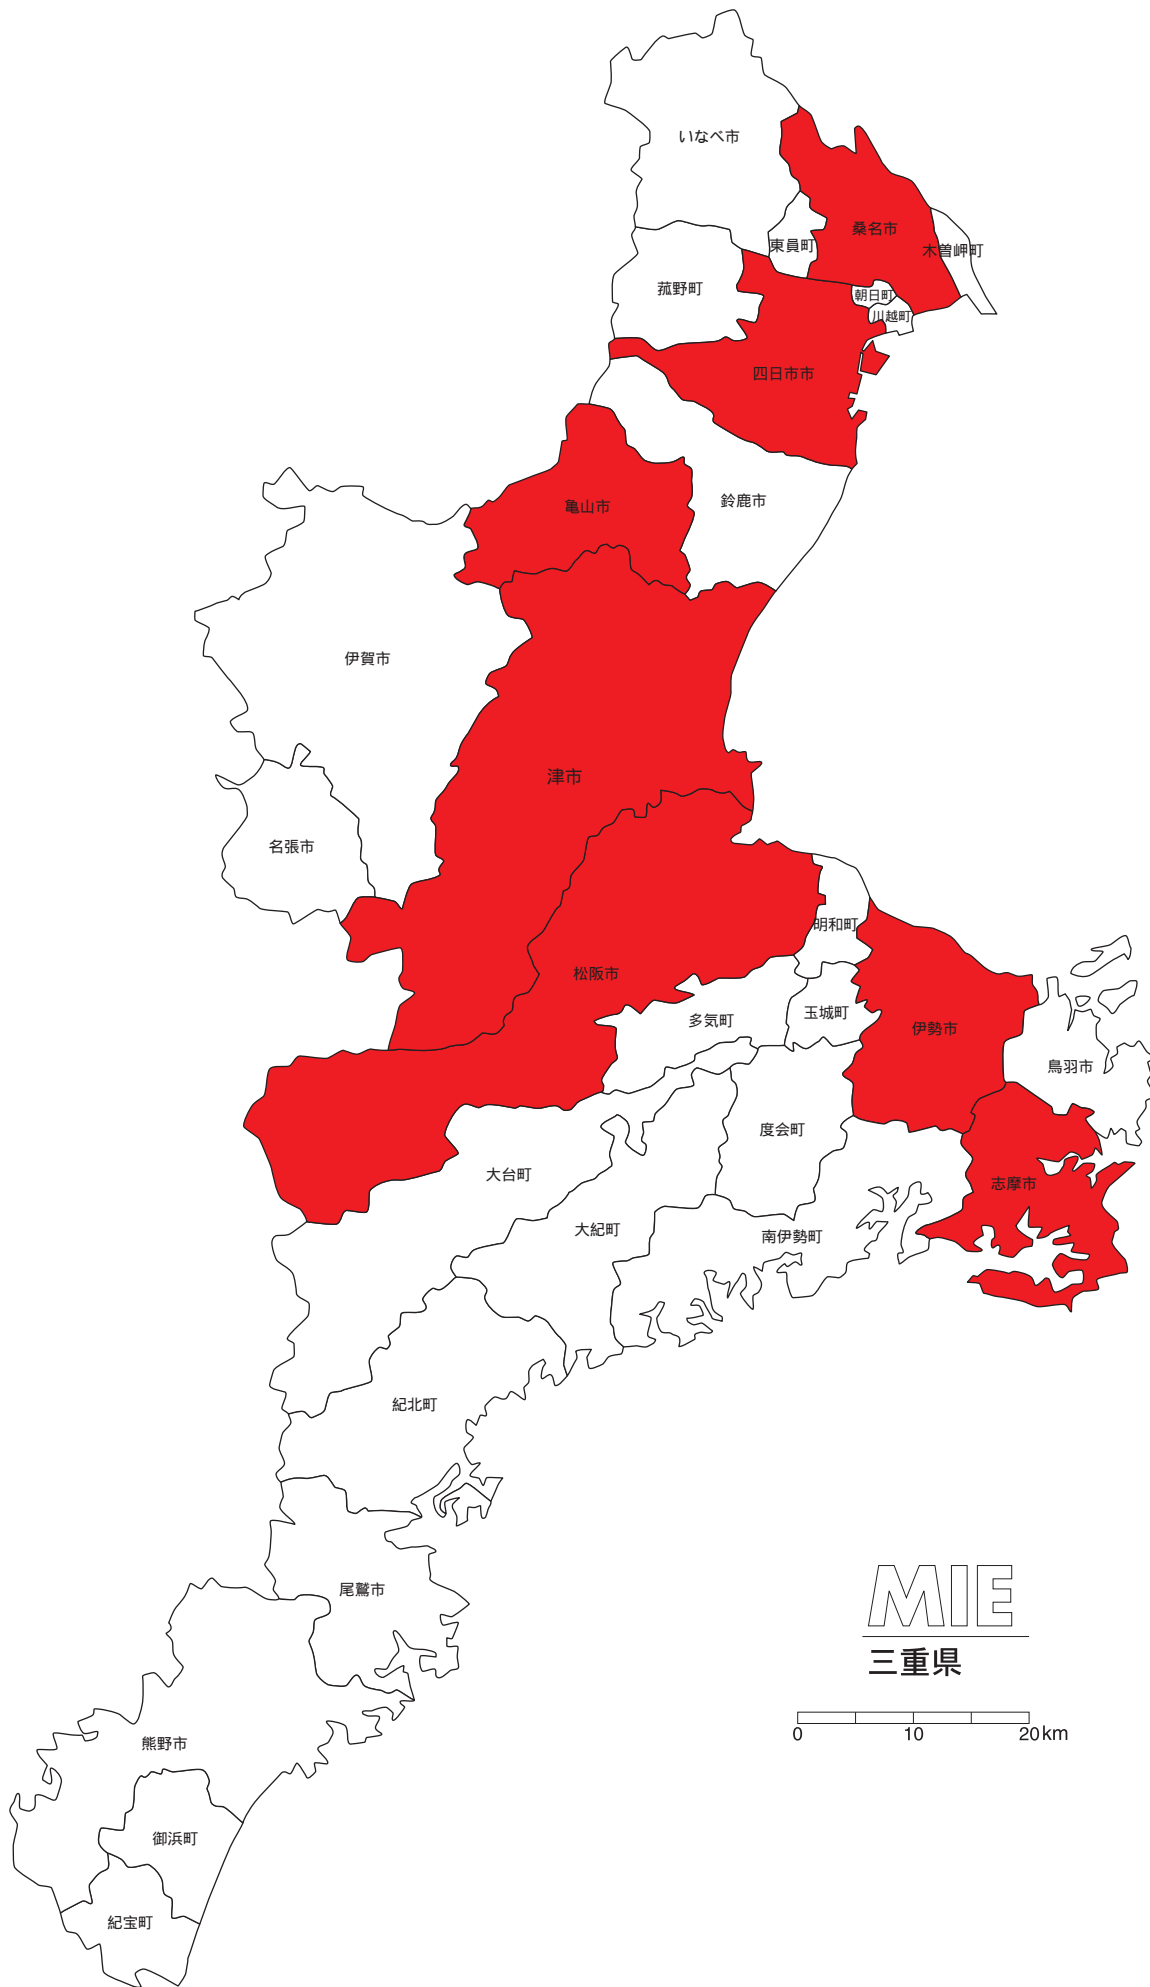 いなべ市
桑名市
東員町
木曽岬町
菰野町
朝日町
川越町
四日市市
鈴鹿市
亀山市
伊賀市
津市
名張市
明和町
松阪市
多気町
玉城町
伊勢市
鳥羽市
度会町
大台町
志摩市
大紀町
南伊勢町
紀北町
尾鷲市
MIE
三重県
0 10 20km
熊野市
御浜町
紀宝町